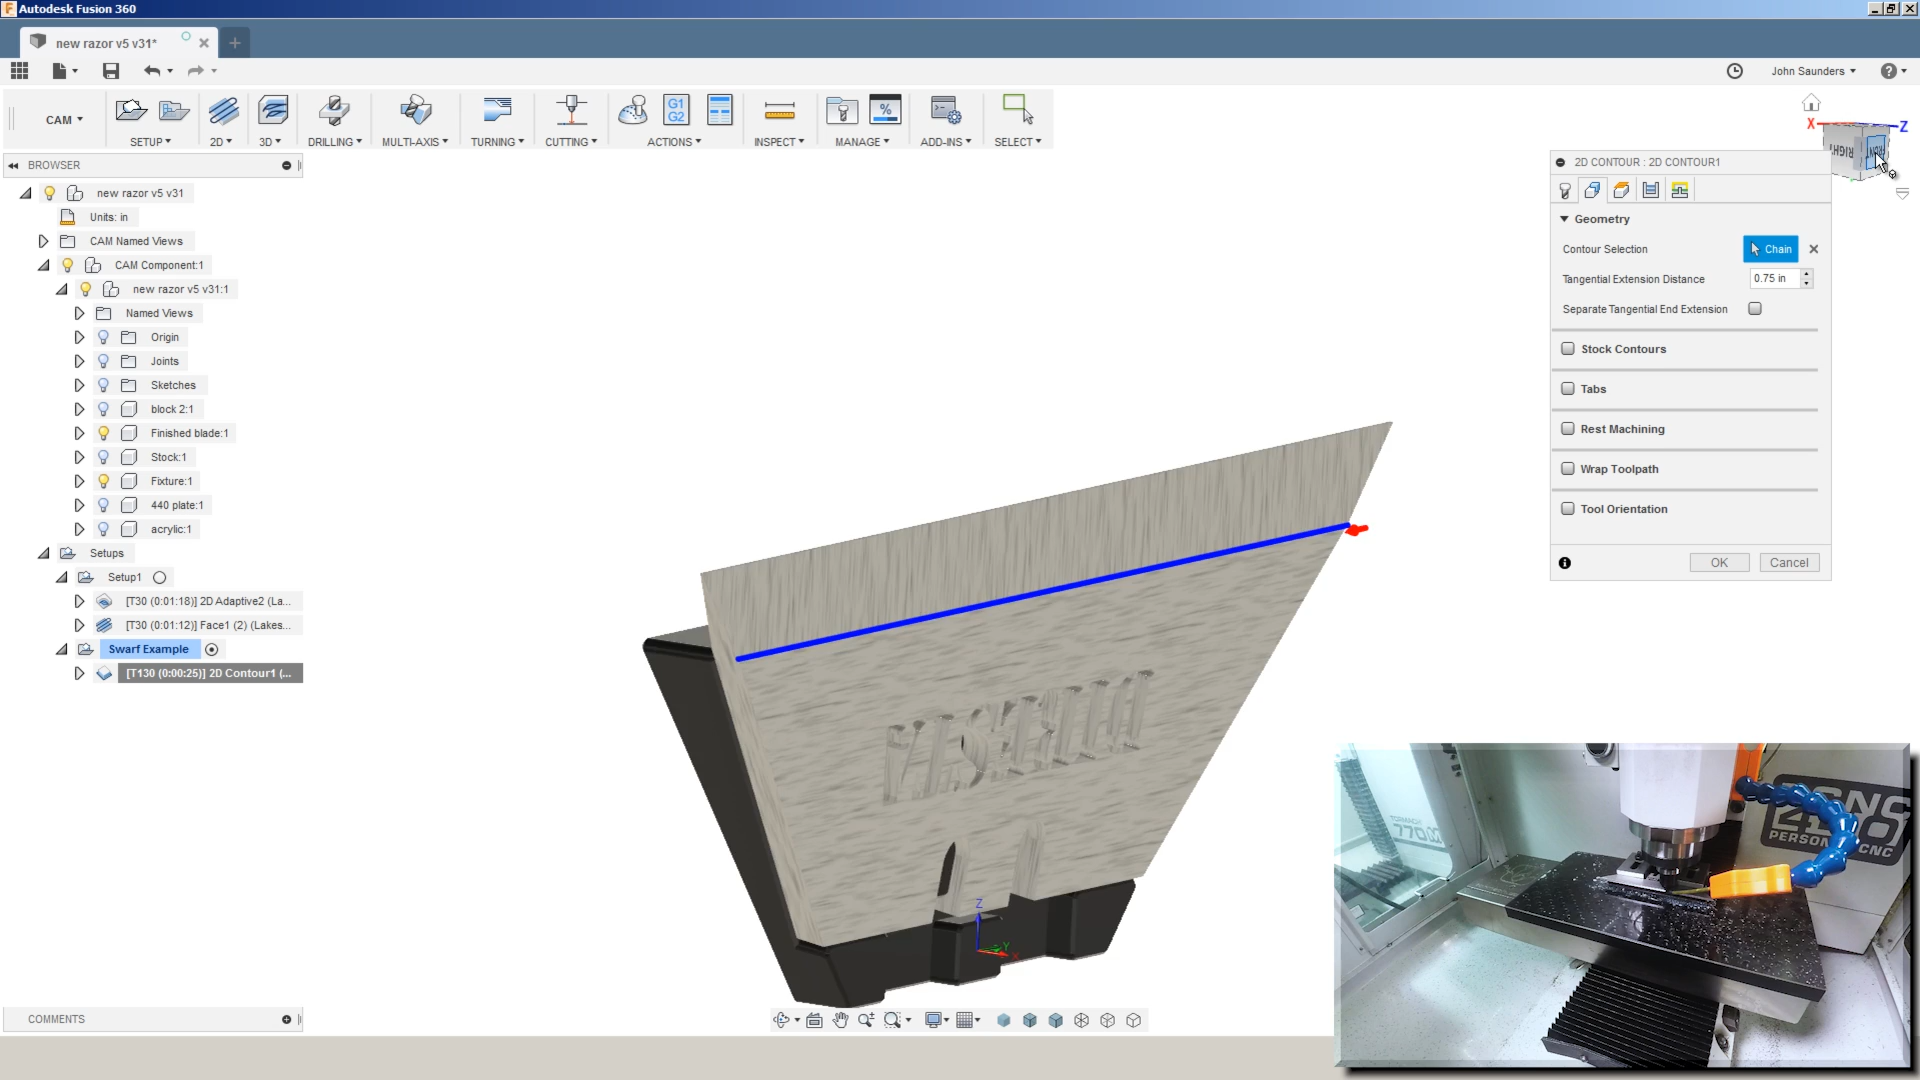 Autodesk Fusion 360
new razor v5 v31*
John Saunders
CAM
SETUP
2D
3D
DRILLING
MULTI-AXIS
TURNING
CUTTING
G1
G2
ACTIONS
INSPECT
%
MANAGE
ADD-INS
SELECT
X
Z
RIGHT
BROWSER
new razor v5 v31
Units: in
CAM Named Views
CAM Component:1
new razor v5 v31:1
Named Views
Origin
Joints
Sketches
block 2:1
Finished blade:1
Stock:1
Fixture:1
440 plate:1
acrylic:1
Setups
Setup1
[T30 (0:01:18)] 2D Adaptive2 (La...
[T30 (0:01:12)] Face1 (2) (Lakes...
Swarf Example
[T130 (0:00:25)] 2D Contour1 (...
2D CONTOUR : 2D CONTOUR1
Geometry
Contour Selection
Chain
Tangential Extension Distance
0.75 in
Separate Tangential End Extension
Stock Contours
Tabs
Rest Machining
Wrap Toolpath
Tool Orientation
OK
Cancel
Z
Y
X
TORMACH
770M
PERSON
CNC
COMMENTS